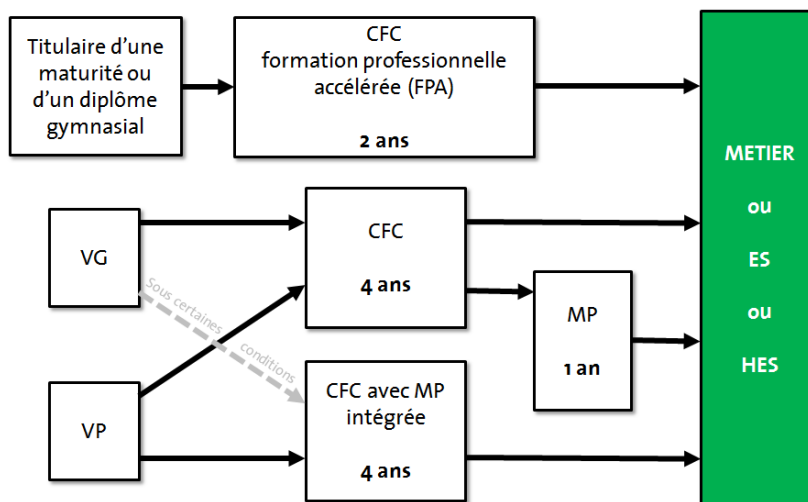 Titulaire d'une
maturité ou
d'un diplôme
gymnasial
CFC
formation professionnelle
accélérée (FPA)
2 ans
METIER
ou
ES
ou
HES
VG
CFC
4 ans
Sous certaines conditions
MP
1 an
VP
CFC avec MP
intégrée
4 ans